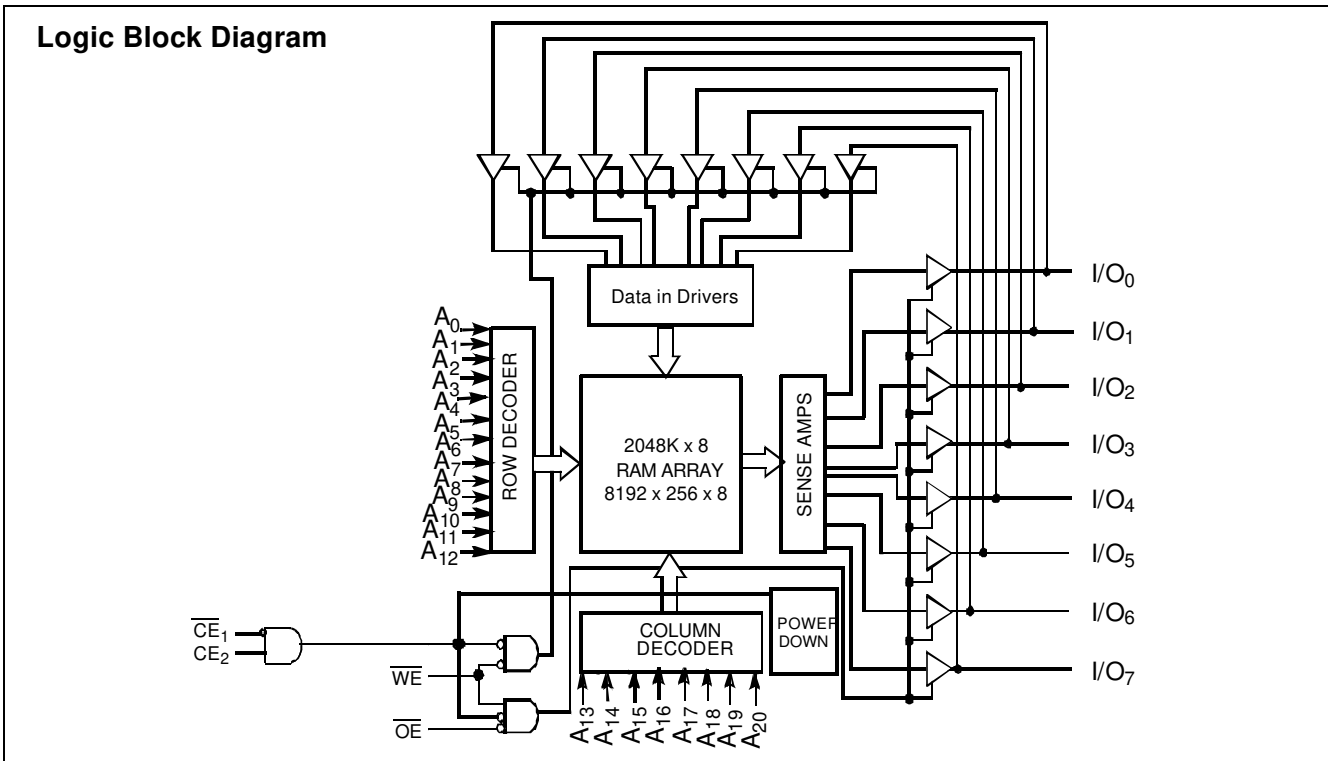 Logic Block Diagram
Data in Drivers
A0
A1
A2
A3
A4
A5
A6
A7
A8
A9
A10
A11
A12
ROW DECODER
2048K x 8
RAM ARRAY
8192 x 256 x 8
SENSE AMPS
I/O0
I/O1
I/O2
I/O3
I/O4
I/O5
I/O6
I/O7
COLUMN
DECODER
POWER
DOWN
CE1
CE2
WE
OE
A13
A14
A15
A16
A17
A18
A19
A20